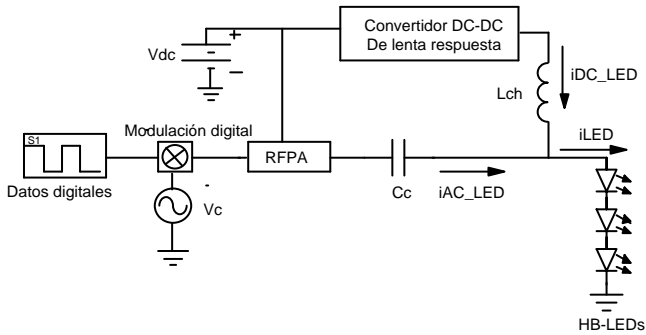 Convertidor DC-DC
De lenta respuesta
+
Vdc
−
Lch
iDC_LED
S1
Modulación digital
iLED
RFPA
Datos digitales
Cc
iAC_LED
Vc
HB-LEDs